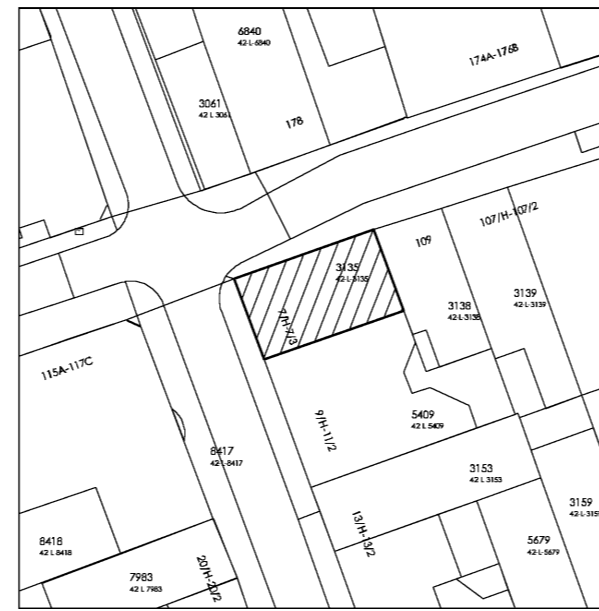 6840
42-L-6840
174A-176B
3061
42 L 3061
178
107/H-107/2
109
3135
42-L-3135
3139
42-L-3139
3138
42-L-3138
7/H-7/3
115A-117C
5409
42 L 5409
9/H-11/2
8417
42-L-8417
3153
42 L 3153
3159
13/H-13/2
8418
42 L 8418
5679
42-L-5679
7983
42 L 7983
20/H-20/2